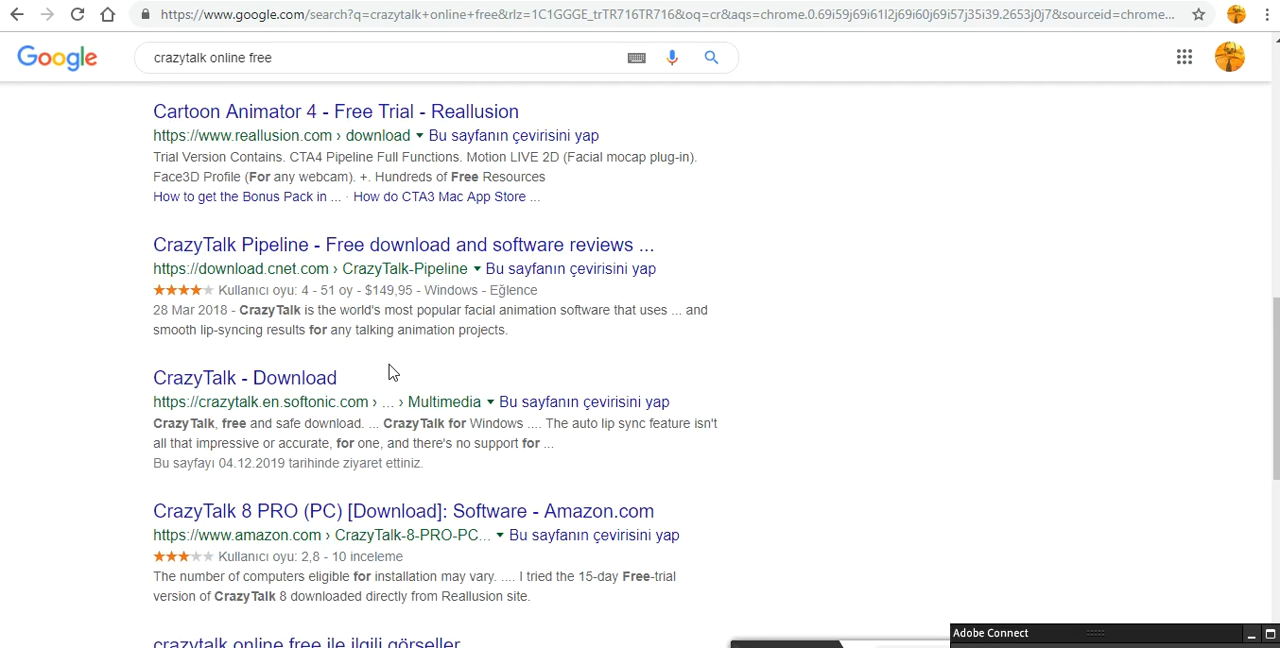 https://www.google.com/search?q=crazytalk+online+free&rlz=1C1GGGE_trTR716TR716&oq=cr&aqs=chrome.0.69i59j69i61l2j69i60j69i57j35i39.2653j0j7&sourceid=chrome...
Google
crazytalk online free
Cartoon Animator 4 - Free Trial - Reallusion
https://www.reallusion.com › download ▾ Bu sayfanın çevirisini yap
Trial Version Contains. CTA4 Pipeline Full Functions. Motion LIVE 2D (Facial mocap plug-in).
Face3D Profile (For any webcam). +. Hundreds of Free Resources
How to get the Bonus Pack in ... · How do CTA3 Mac App Store ...
CrazyTalk Pipeline - Free download and software reviews ...
https://download.cnet.com › CrazyTalk-Pipeline ▾ Bu sayfanın çevirisini yap
★★★★★ Kullanıcı oyu: 4 - 51 oy - $149,95 - Windows - Eğlence
28 Mar 2018 - CrazyTalk is the world's most popular facial animation software that uses ... and
smooth lip-syncing results for any talking animation projects.
CrazyTalk - Download
https://crazytalk.en.softonic.com › ... › Multimedia ▾ Bu sayfanın çevirisini yap
CrazyTalk, free and safe download. ... CrazyTalk for Windows .... The auto lip sync feature isn't
all that impressive or accurate, for one, and there's no support for ...
Bu sayfayı 04.12.2019 tarihinde ziyaret ettiniz.
CrazyTalk 8 PRO (PC) [Download]: Software - Amazon.com
https://www.amazon.com › CrazyTalk-8-PRO-PC... ▾ Bu sayfanın çevirisini yap
★★★★★ Kullanıcı oyu: 2,8 - 10 inceleme
The number of computers eligible for installation may vary. .... I tried the 15-day Free-trial
version of CrazyTalk 8 downloaded directly from Reallusion site.
crazytalk online free ile ilgili görseller
Adobe Connect